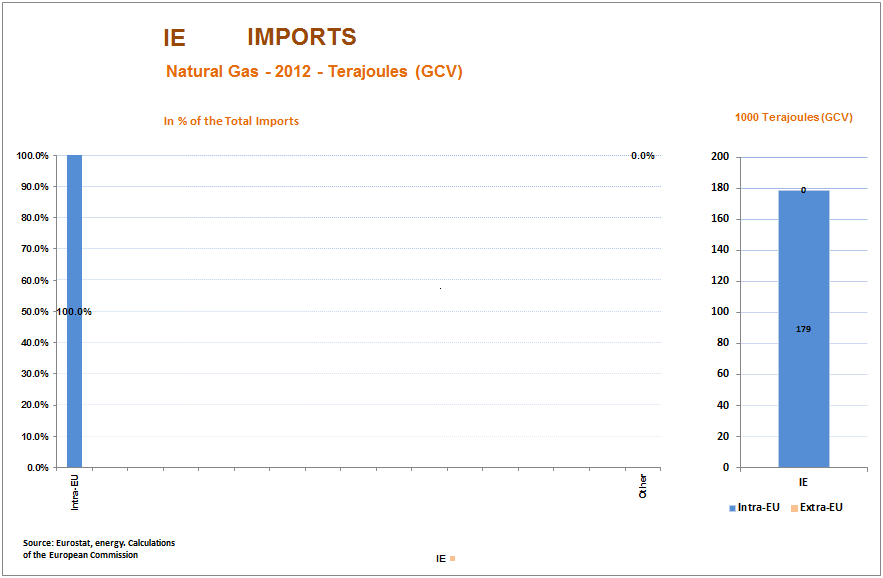 IE IMPORTS
Natural Gas - 2012 - Terajoules (GCV)
In % of the Total Imports
100.0%
90.0%
80.0%
70.0%
60.0%
50.0%
40.0%
30.0%
20.0%
10.0%
0.0%
100.0%
0.0%
Intra-EU
Other
1000 Terajoules (GCV)
200
180
160
140
120
100
80
60
40
20
0
0
179
IE
Intra-EU Extra-EU
Source: Eurostat, energy. Calculations
of the European Commission
IE